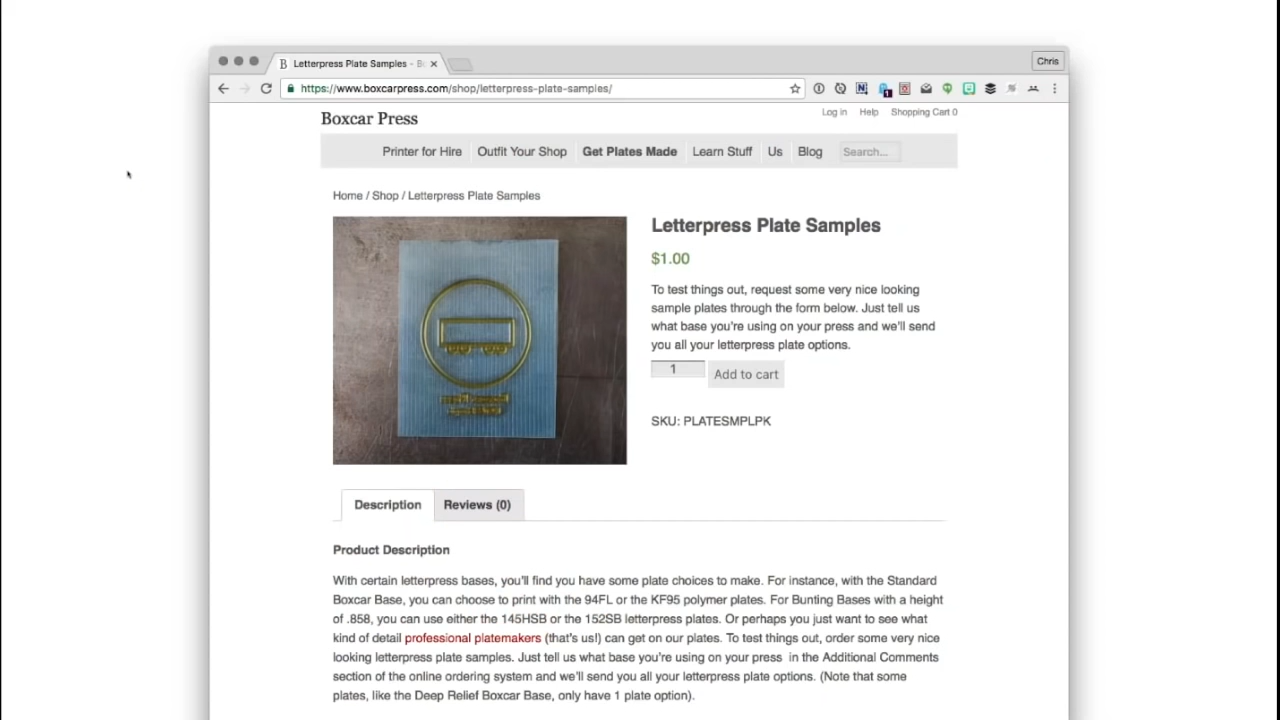 Letterpress Plate Samples - Bo
Chris
https://www.boxcarpress.com/shop/letterpress-plate-samples/
Log in Help Shopping Cart 0
Boxcar Press
Printer for Hire Outfit Your Shop Get Plates Made Learn Stuff Us Blog Search...
Home / Shop / Letterpress Plate Samples
Letterpress Plate Samples
$1.00
To test things out, request some very nice looking
sample plates through the form below. Just tell us
what base you're using on your press and we'll send
you all your letterpress plate options.
1 Add to cart
SKU: PLATESMPLPK
Description Reviews (0)
Product Description
With certain letterpress bases, you'll find you have some plate choices to make. For instance, with the Standard
Boxcar Base, you can choose to print with the 94FL or the KF95 polymer plates. For Bunting Bases with a height
of .858, you can use either the 145HSB or the 152SB letterpress plates. Or perhaps you just want to see what
kind of detail professional platemakers (that's us!) can get on our plates. To test things out, order some very nice
looking letterpress plate samples. Just tell us what base you're using on your press in the Additional Comments
section of the online ordering system and we'll send you all your letterpress plate options. (Note that some
plates, like the Deep Relief Boxcar Base, only have 1 plate option).